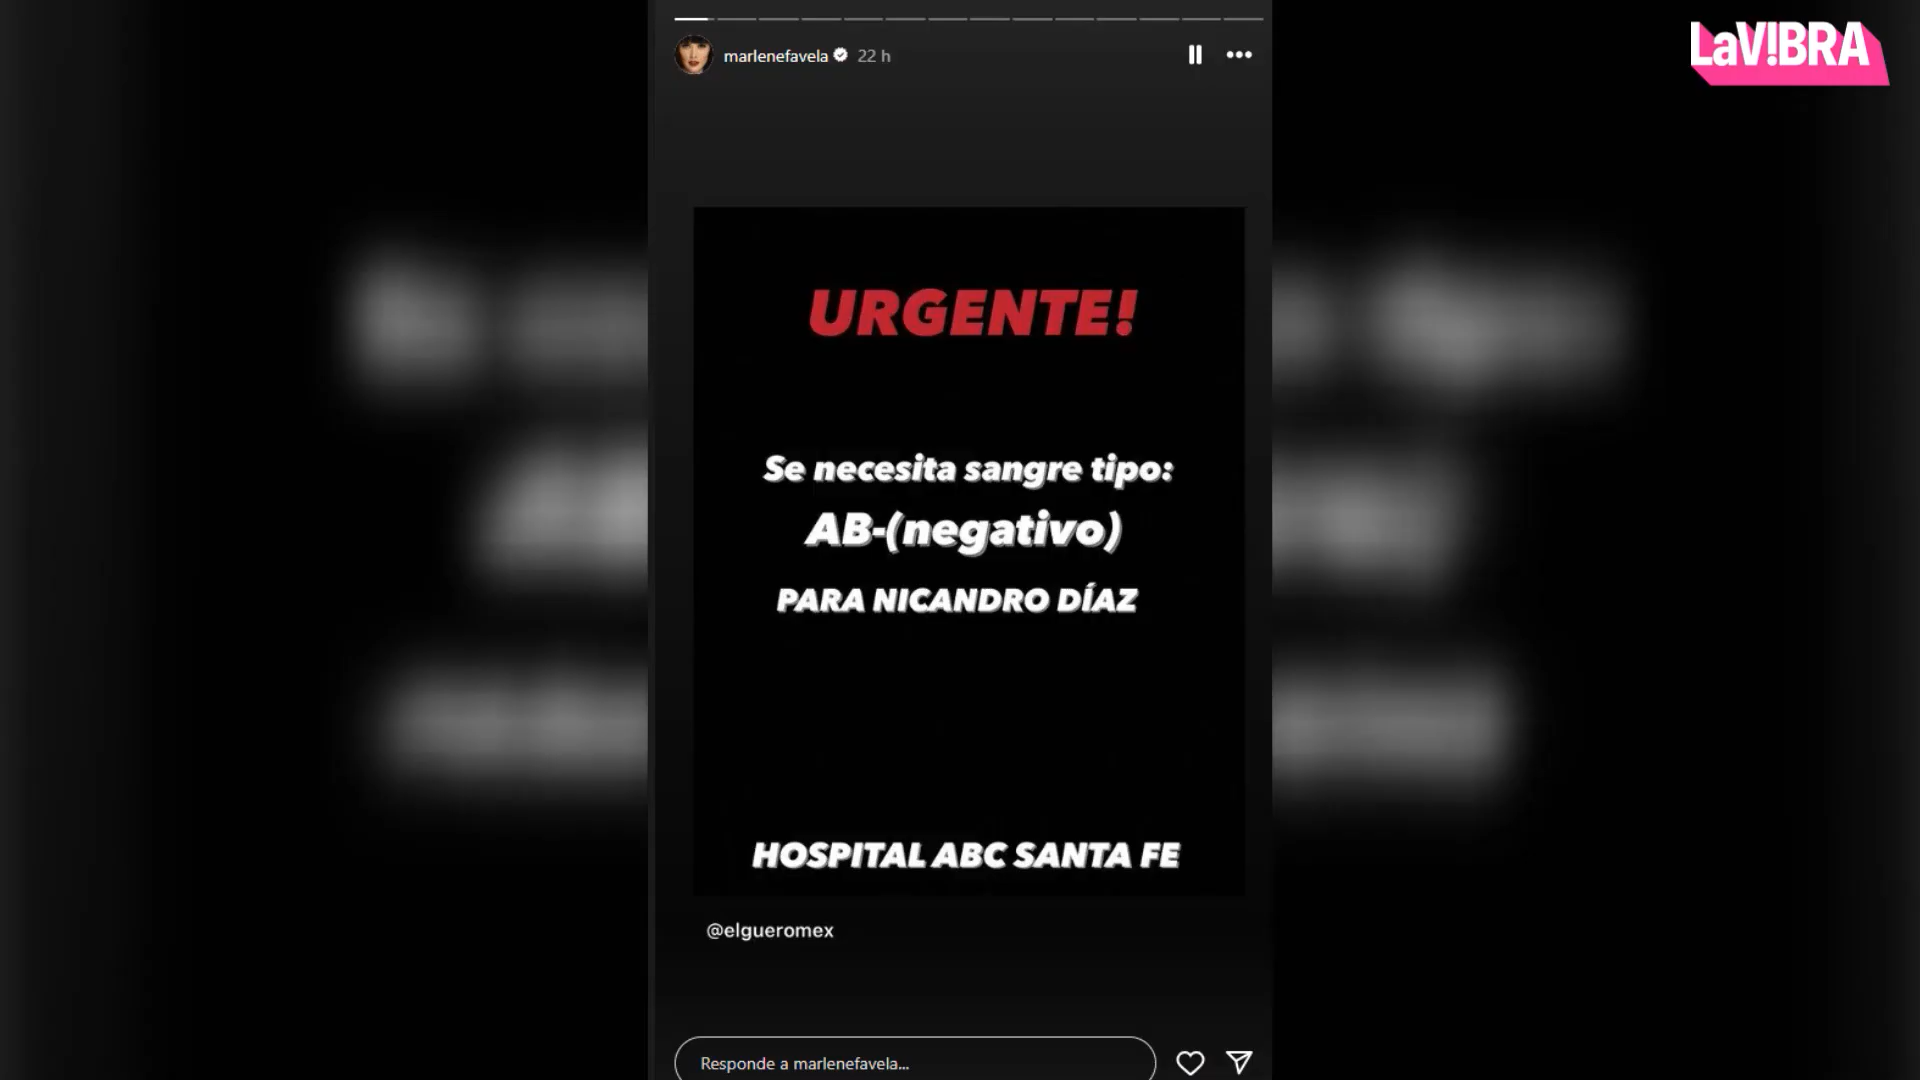 marlenefavela 22 h
LaV!BRA
URGENTE!
Se necesita sangre tipo:
AB-(negativo)
PARA NICANDRO DÍAZ
HOSPITAL ABC SANTA FE
@elgueromex
Responde a marlenefavela...